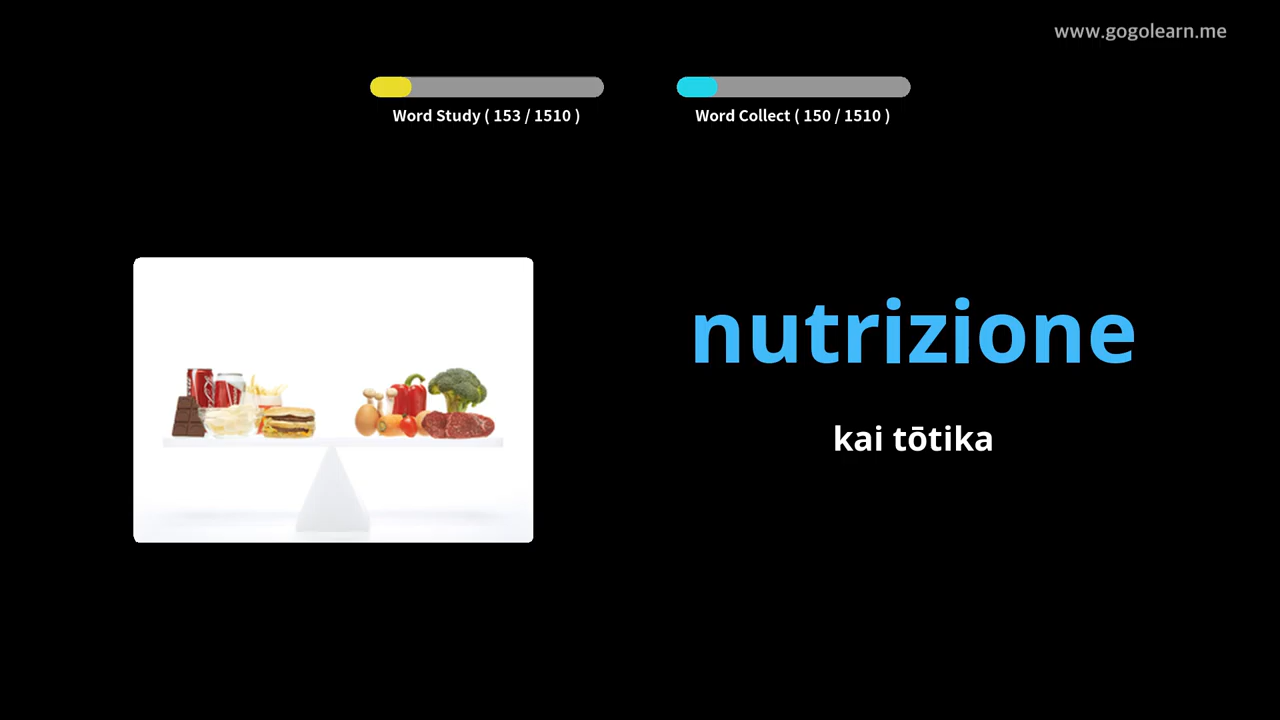 www.gogolearn.me
Word Study ( 153 / 1510 )
Word Collect ( 150 / 1510 )
nutrizione
kai tōtika